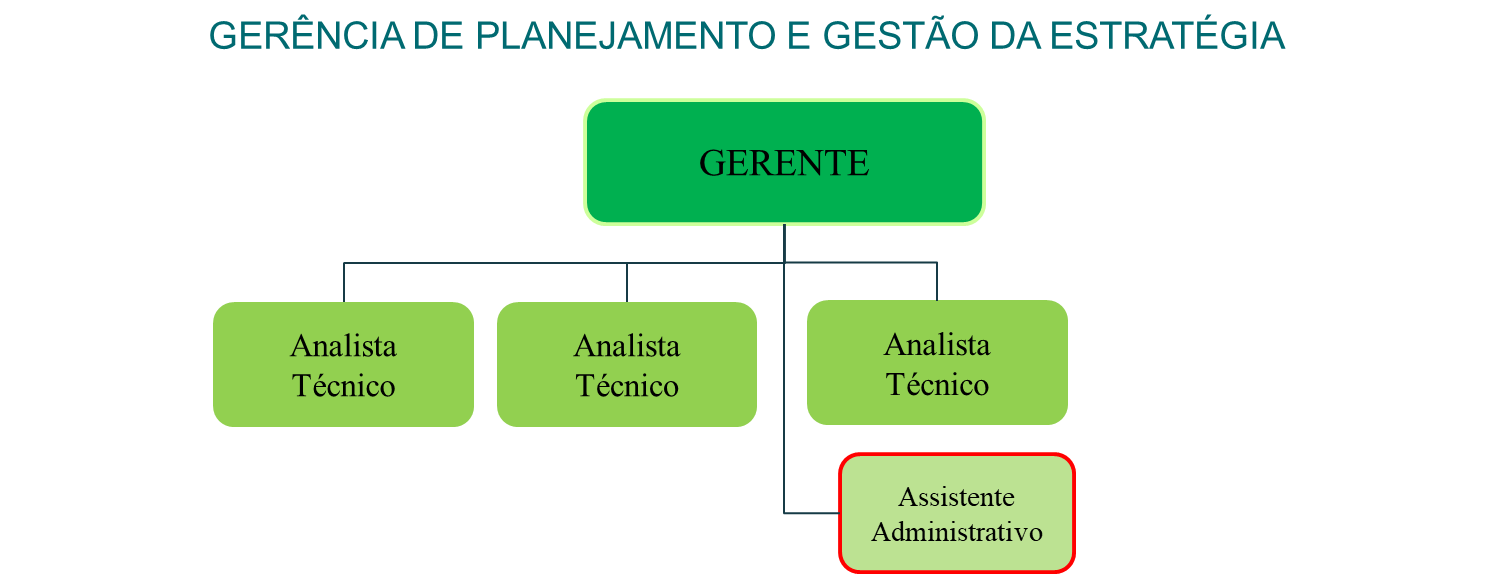 GERÊNCIA DE PLANEJAMENTO E GESTÃO DA ESTRATÉGIA
GERENTE
Analista
Técnico
Analista
Técnico
Analista
Técnico
Assistente
Administrativo